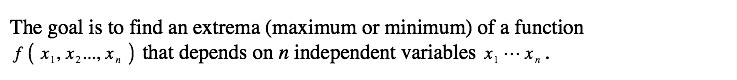 The goal is to find an extrema (maximum or minimum) of a function
f ( x₁, x₂..., xₙ ) that depends on n independent variables x₁ ⋯ xₙ .